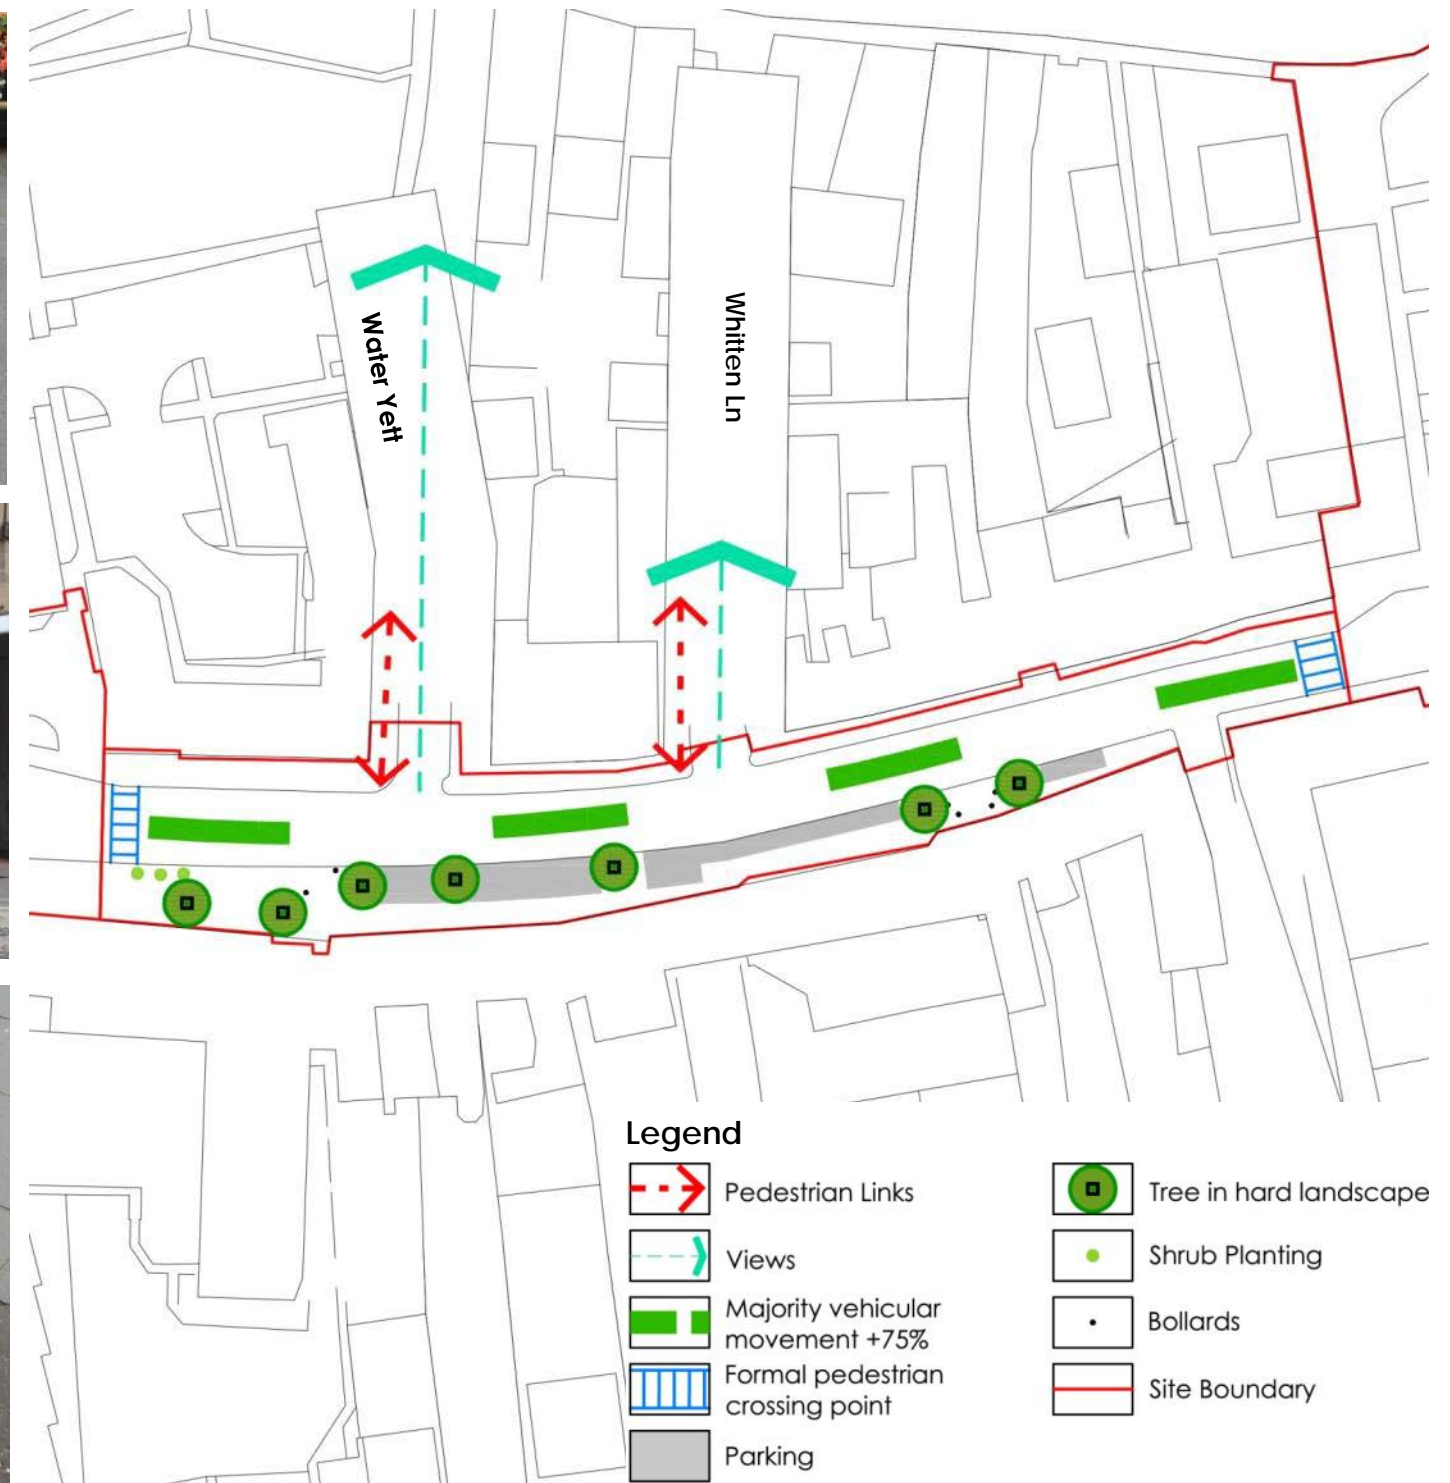 Water Yett
Whitten Ln
Legend
Pedestrian Links
Views
Majority vehicular
movement +75%
Formal pedestrian
crossing point
Parking
Tree in hard landscape
Shrub Planting
Bollards
Site Boundary